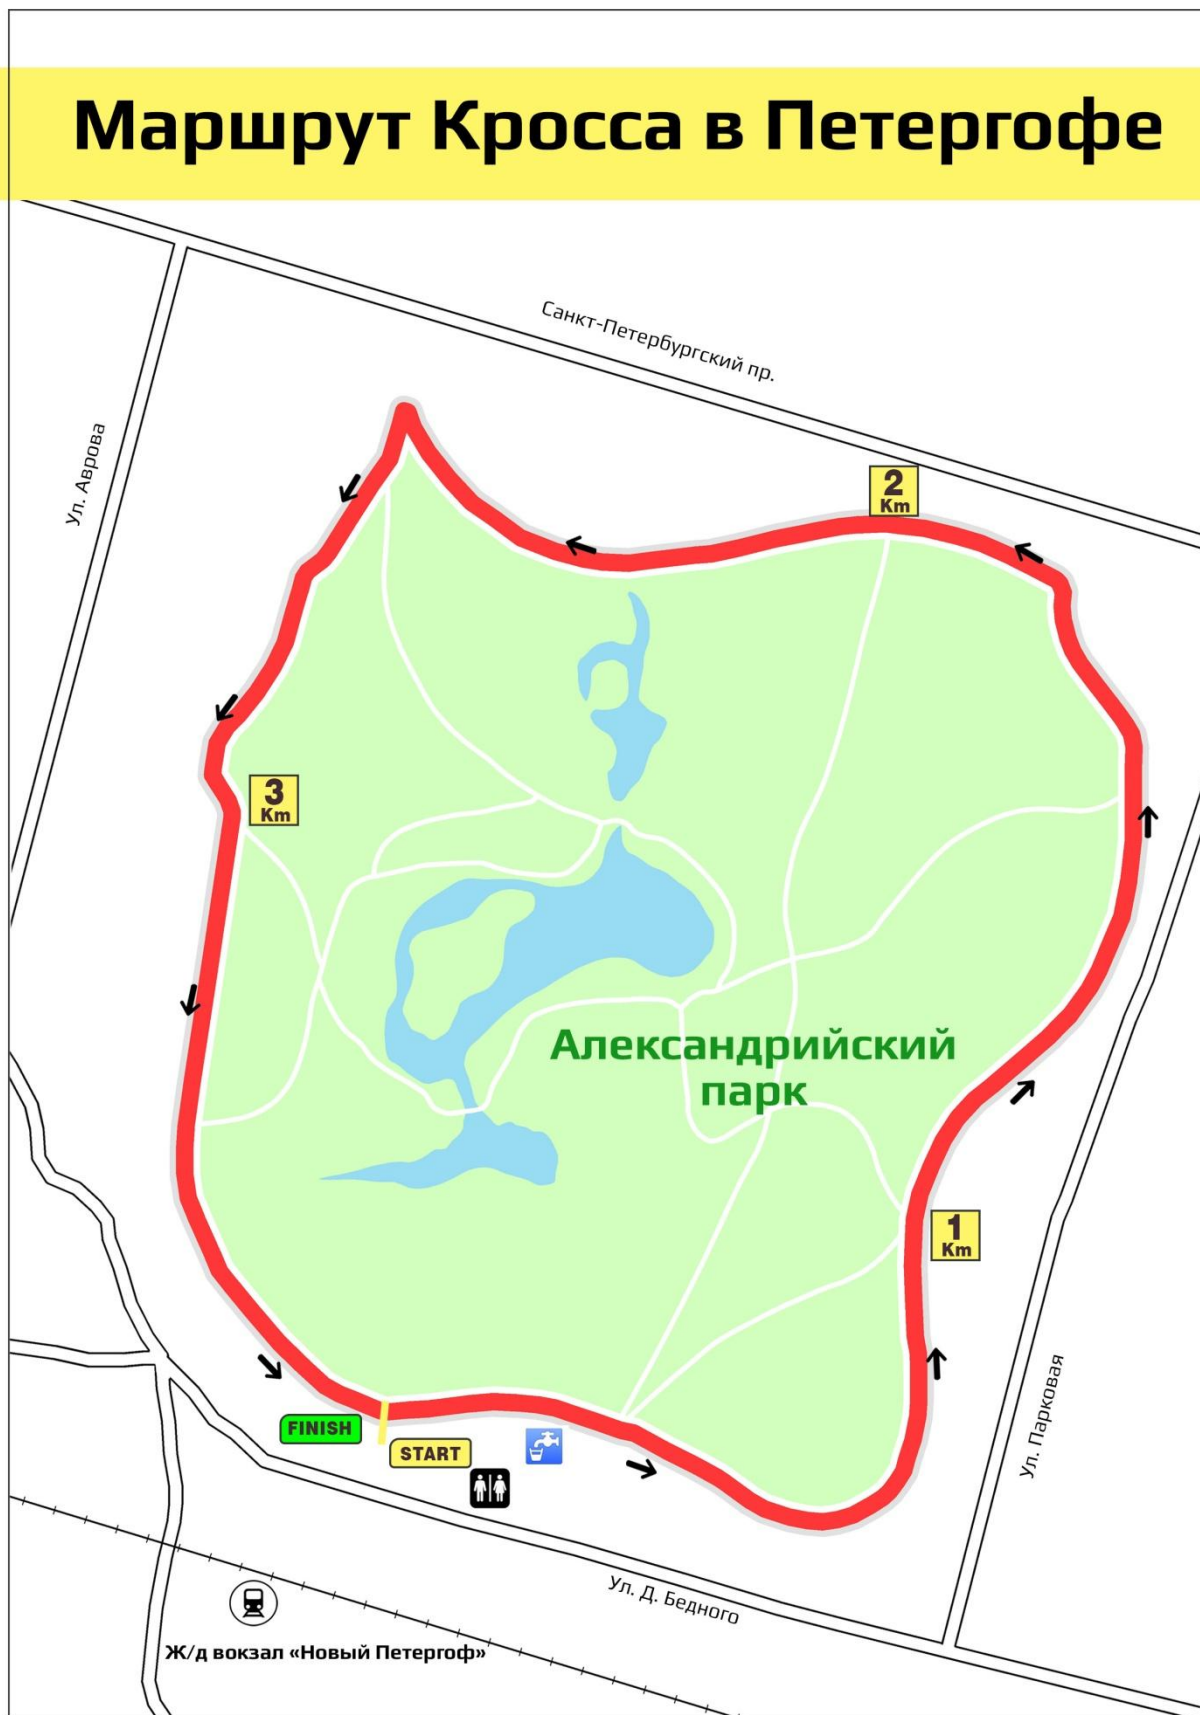 Маршрут Кросса в Петергофе
Санкт-Петербургский пр.
Ул. Аврова
2
Km
3
Km
Александрийский
парк
1
Km
Ул. Парковая
FINISH
START
Ул. Д. Бедного
Ж/д вокзал «Новый Петергоф»